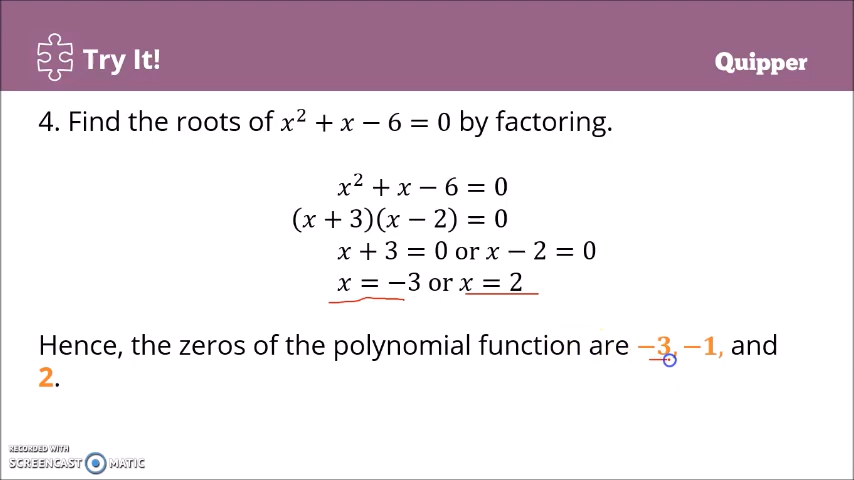 Try It!
Quipper
4. Find the roots of x² + x − 6 = 0 by factoring.
x² + x − 6 = 0
(x + 3)(x − 2) = 0
x + 3 = 0 or x − 2 = 0
x = −3 or x = 2
Hence, the zeros of the polynomial function are −3, −1, and
2.
RECORDED WITH
SCREENCAST MATIC